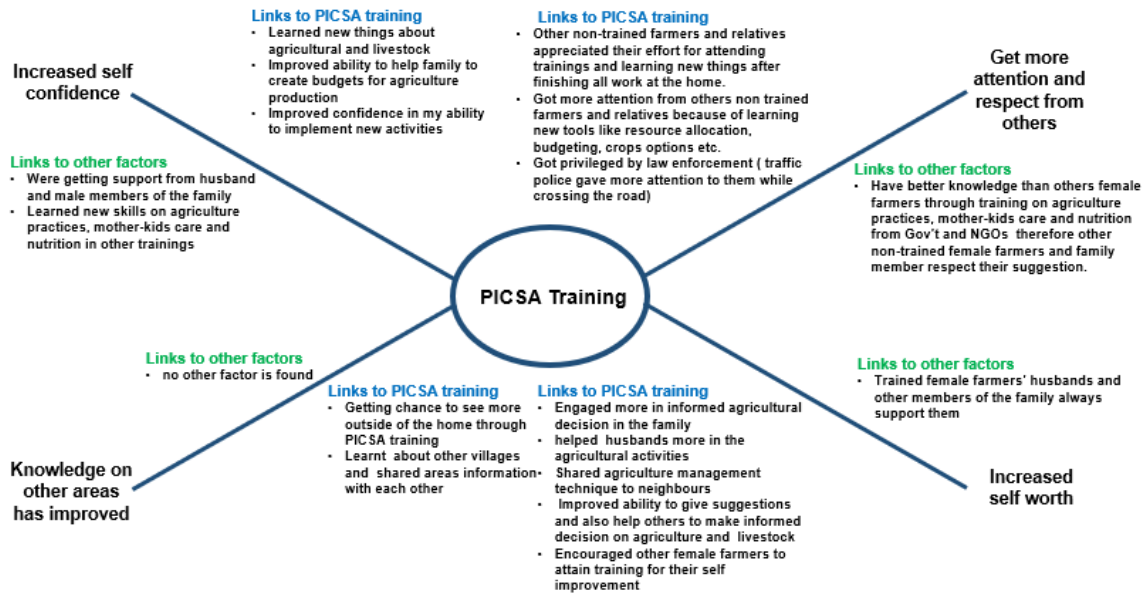 Increased self
confidence
Links to PICSA training
• Learned new things about
agricultural and livestock
• Improved ability to help family to
create budgets for agriculture
production
• Improved confidence in my ability
to implement new activities
Links to other factors
• Were getting support from husband
and male members of the family
• Learned new skills on agriculture
practices, mother-kids care and
nutrition in other trainings
Links to PICSA training
• Other non-trained farmers and relatives
appreciated their effort for attending
trainings and learning new things after
finishing all work at the home.
• Got more attention from others non trained
farmers and relatives because of learning
new tools like resource allocation,
budgeting, crops options etc.
• Got privileged by law enforcement ( traffic
police gave more attention to them while
crossing the road)
Get more
attention and
respect from
others
Links to other factors
• Have better knowledge than others female
farmers through training on agriculture
practices, mother-kids care and nutrition
from Gov't and NGOs therefore other
non-trained female farmers and family
member respect their suggestion.
PICSA Training
Links to other factors
• no other factor is found
Knowledge on
other areas
has improved
Links to PICSA training
• Getting chance to see more
outside of the home through
PICSA training
• Learnt about other villages
and shared areas information
with each other
Links to PICSA training
• Engaged more in informed agricultural
decision in the family
• helped husbands more in the
agricultural activities
• Shared agriculture management
technique to neighbours
• Improved ability to give suggestions
and also help others to make informed
decision on agriculture and livestock
• Encouraged other female farmers to
attain training for their self
improvement
Links to other factors
• Trained female farmers' husbands and
other members of the family always
support them
Increased
self worth